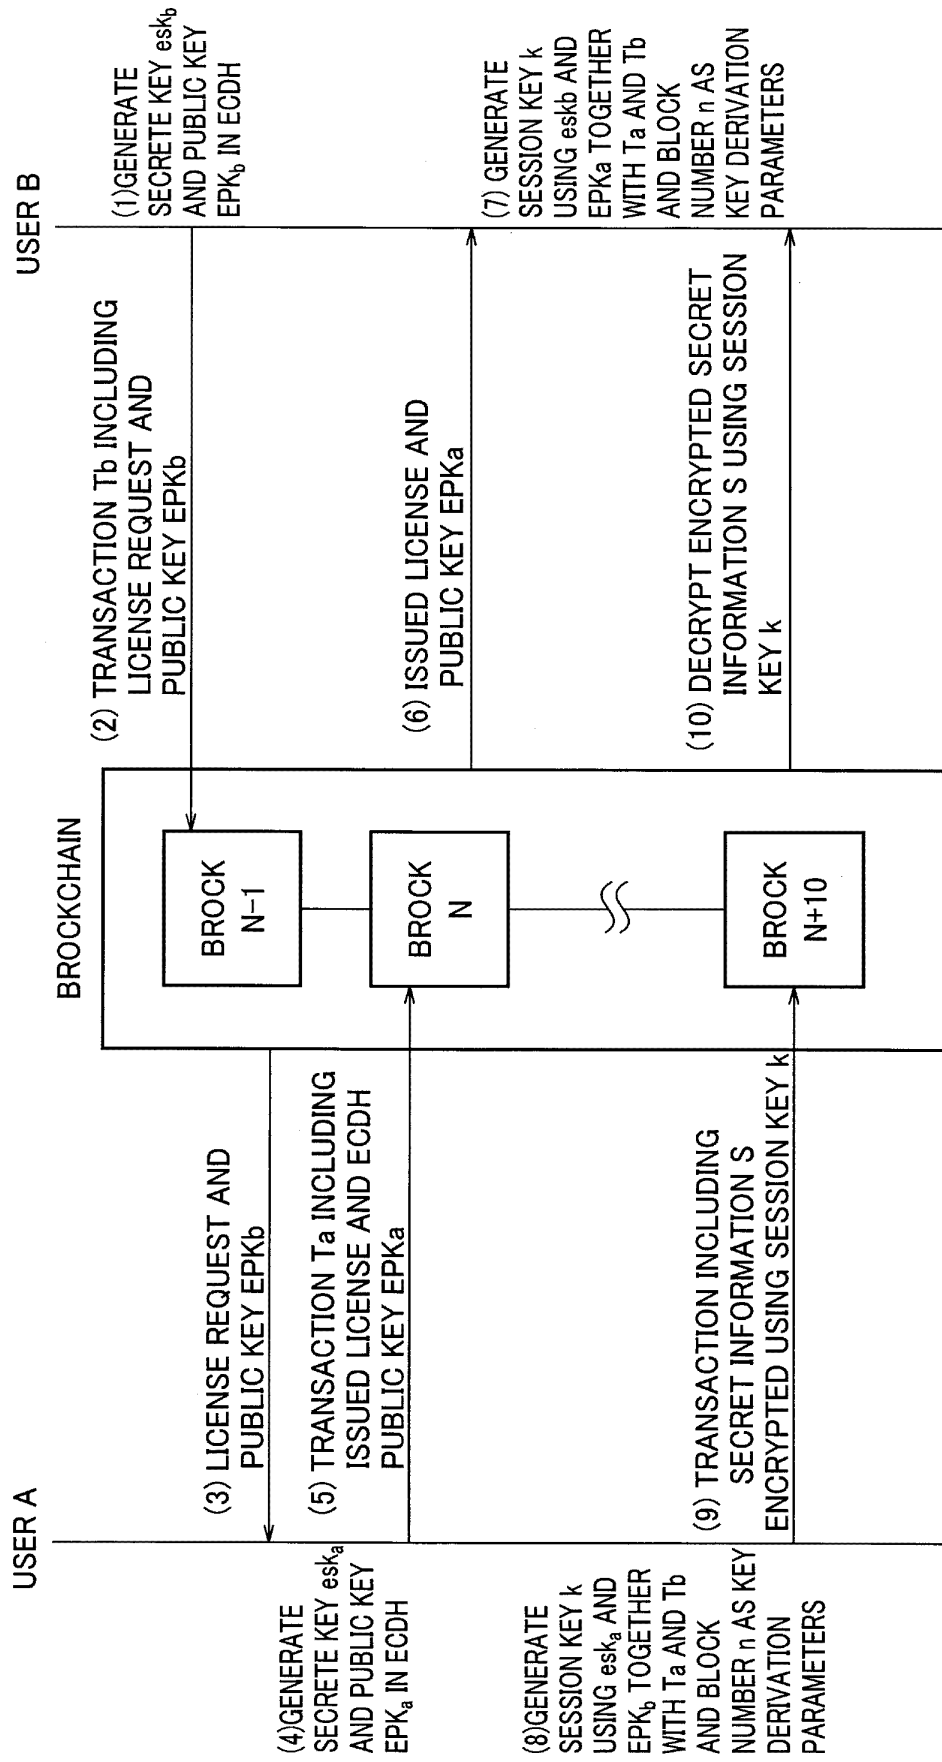 USER A
BROCKCHAIN
USER B
(1)GENERATE
SECRETE KEY eskb
AND PUBLIC KEY
EPKb IN ECDH
(2) TRANSACTION Tb INCLUDING
LICENSE REQUEST AND
PUBLIC KEY EPKb
BROCK
N-1
(3) LICENSE REQUEST AND
PUBLIC KEY EPKb
(4)GENERATE
SECRETE KEY eska
AND PUBLIC KEY
EPKa IN ECDH
(5) TRANSACTION Ta INCLUDING
ISSUED LICENSE AND ECDH
PUBLIC KEY EPKa
BROCK
N
(6) ISSUED LICENSE AND
PUBLIC KEY EPKa
(7) GENERATE
SESSION KEY k
USING eskb AND
EPKa TOGETHER
WITH Ta AND Tb
AND BLOCK
NUMBER n AS
KEY DERIVATION
PARAMETERS
(8)GENERATE
SESSION KEY k
USING eska AND
EPKb TOGETHER
WITH Ta AND Tb
AND BLOCK
NUMBER n AS KEY
DERIVATION
PARAMETERS
(9) TRANSACTION INCLUDING
SECRET INFORMATION S
ENCRYPTED USING SESSION KEY k
BROCK
N+10
(10) DECRYPT ENCRYPTED SECRET
INFORMATION S USING SESSION
KEY k